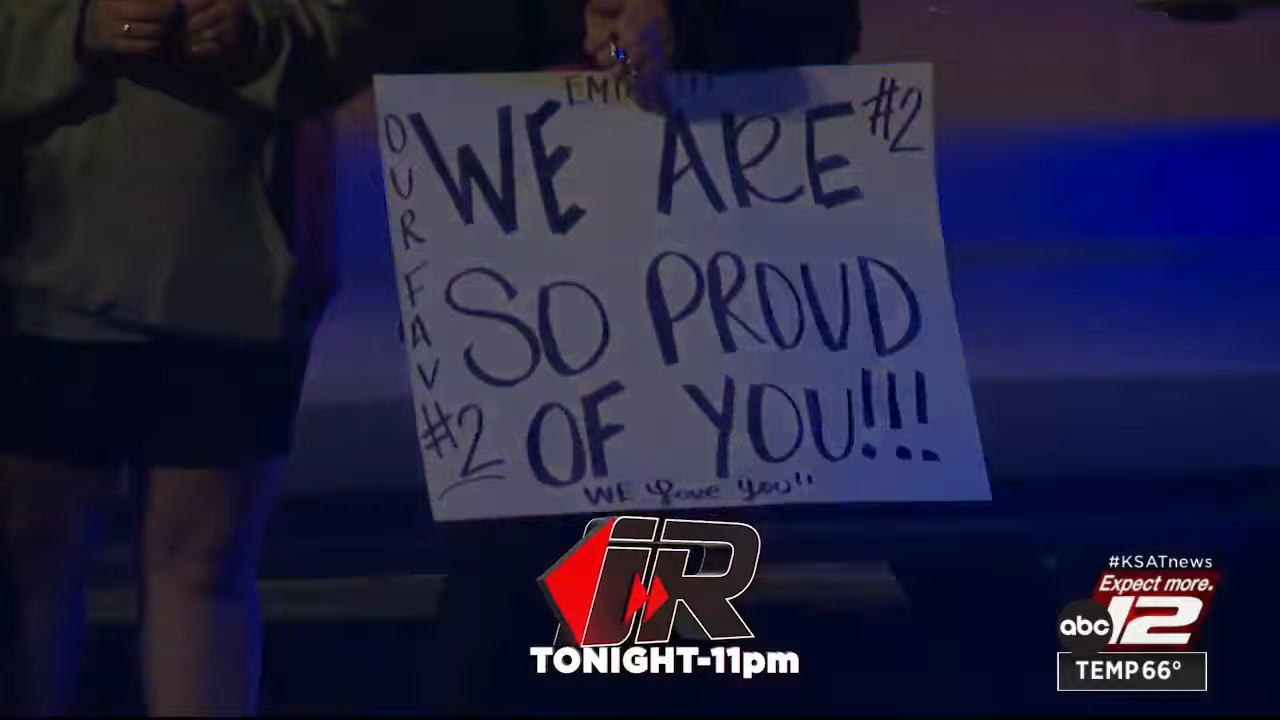 WE ARE #2
SO PROUD
OF YOU!!!
WE love you!!
OUR FAV #2
iR
TONIGHT-11pm
#KSATnews
Expect more.
abc 12
TEMP 66°